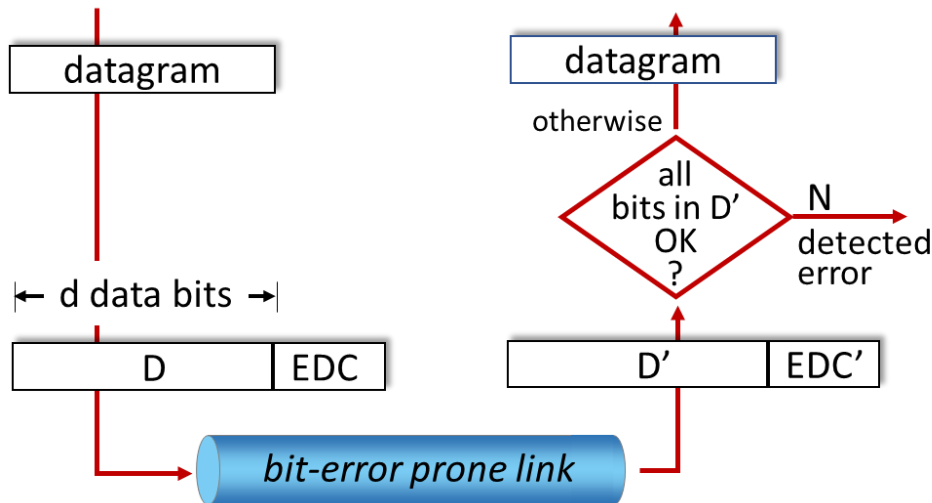 datagram
datagram
otherwise
all
bits in D’
OK
?
N
detected
error
d data bits
D
EDC
D’
EDC’
bit-error prone link